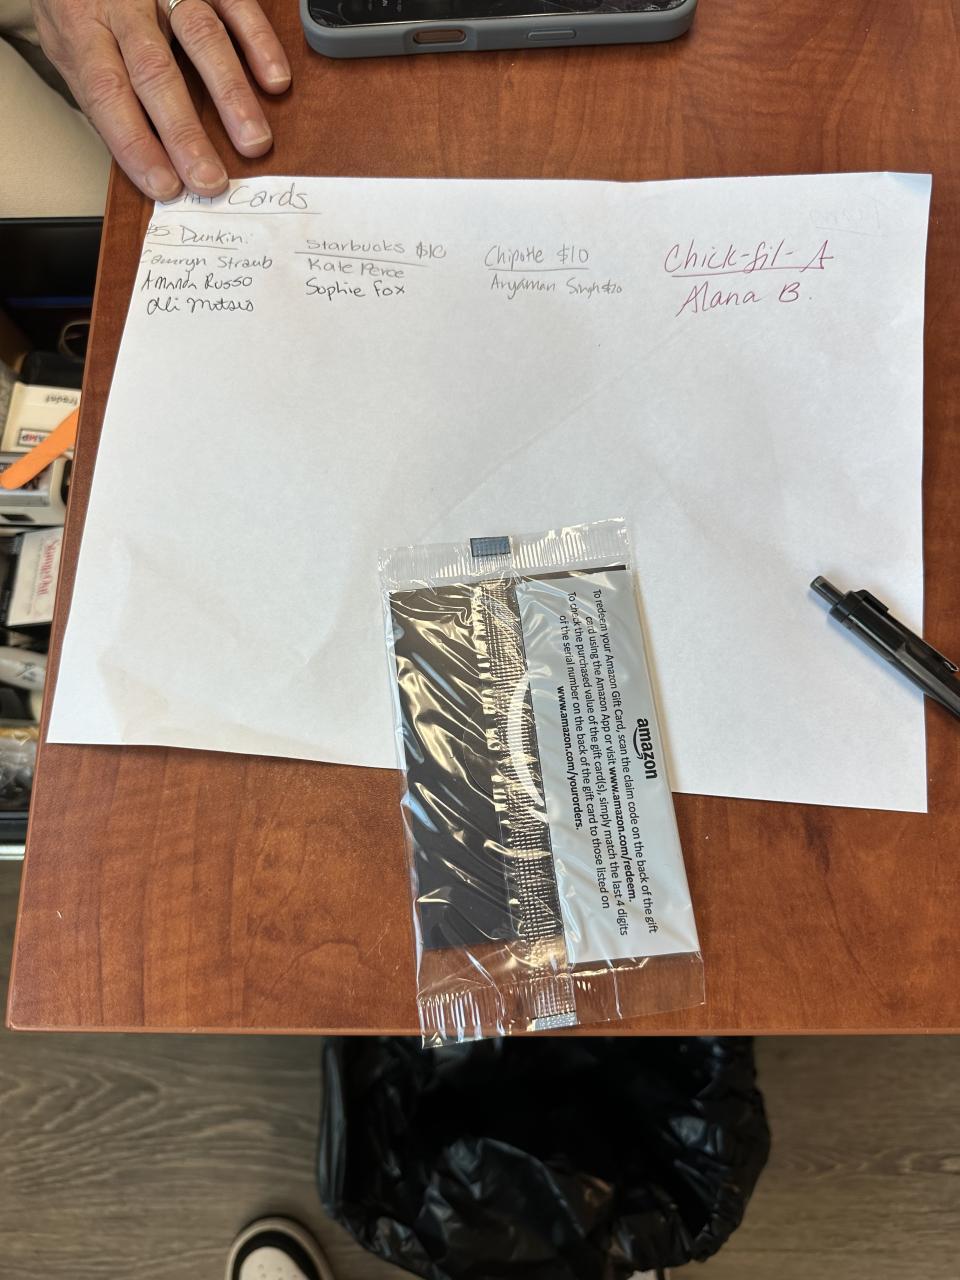 Gift Cards
$5 Dunkin:
Camryn Straub
Amanda Russo
Ali
Starbucks $10
Kate Perce
Sophie Fox
Chipotle $10
Aryaman Singh $20
Chick-fil-A
Alana B.
amazon
To redeem your Amazon Gift Card, scan the claim code on the back of the gift
card using the Amazon App or visit www.amazon.com/redeem.
To check the purchased value of the gift card(s), simply match the last 4 digits
of the serial number on the back of the gift card to those listed on
www.amazon.com/yourorders.